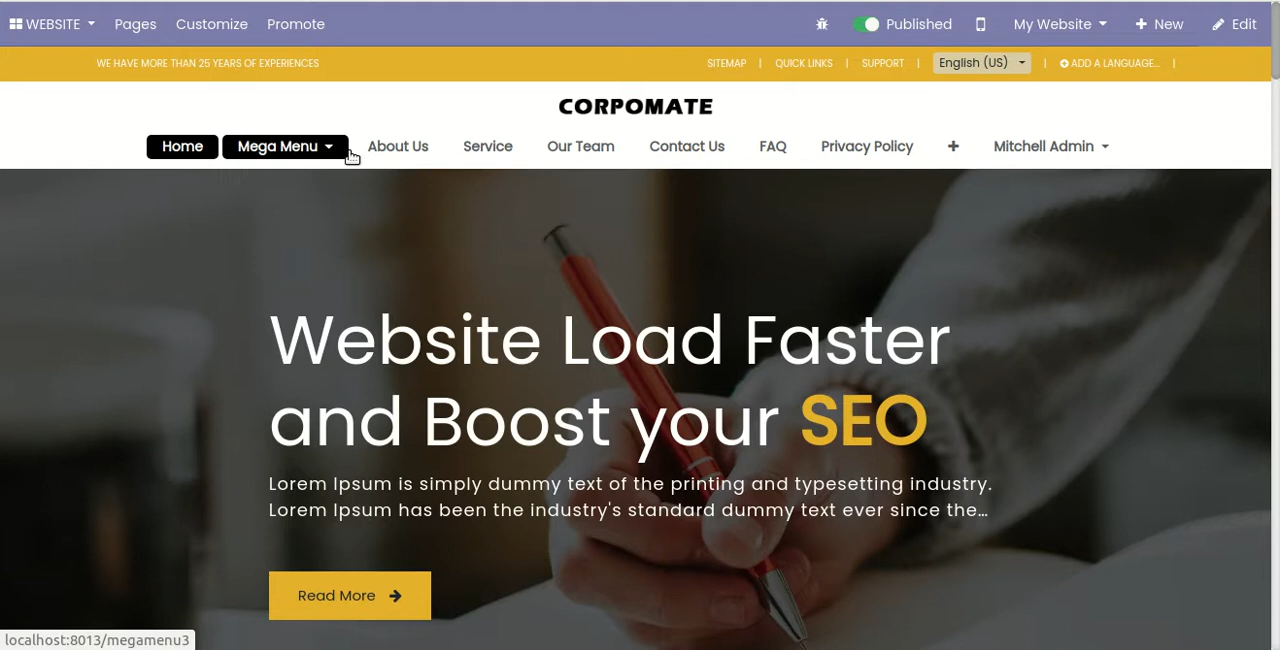 WEBSITE Pages Customize Promote Published My Website New Edit
WE HAVE MORE THAN 25 YEARS OF EXPERIENCES SITEMAP | QUICK LINKS | SUPPORT | English (US) | ADD A LANGUAGE... |
CORPOMATE
Home Mega Menu About Us Service Our Team Contact Us FAQ Privacy Policy + Mitchell Admin
Website Load Faster
and Boost your SEO
Lorem Ipsum is simply dummy text of the printing and typesetting industry.
Lorem Ipsum has been the industry's standard dummy text ever since the...
Read More
localhost:8013/megamenu3